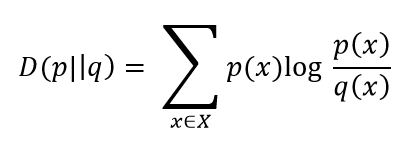 D(p||q) = ∑_{x∈X} p(x)log p(x)/q(x)